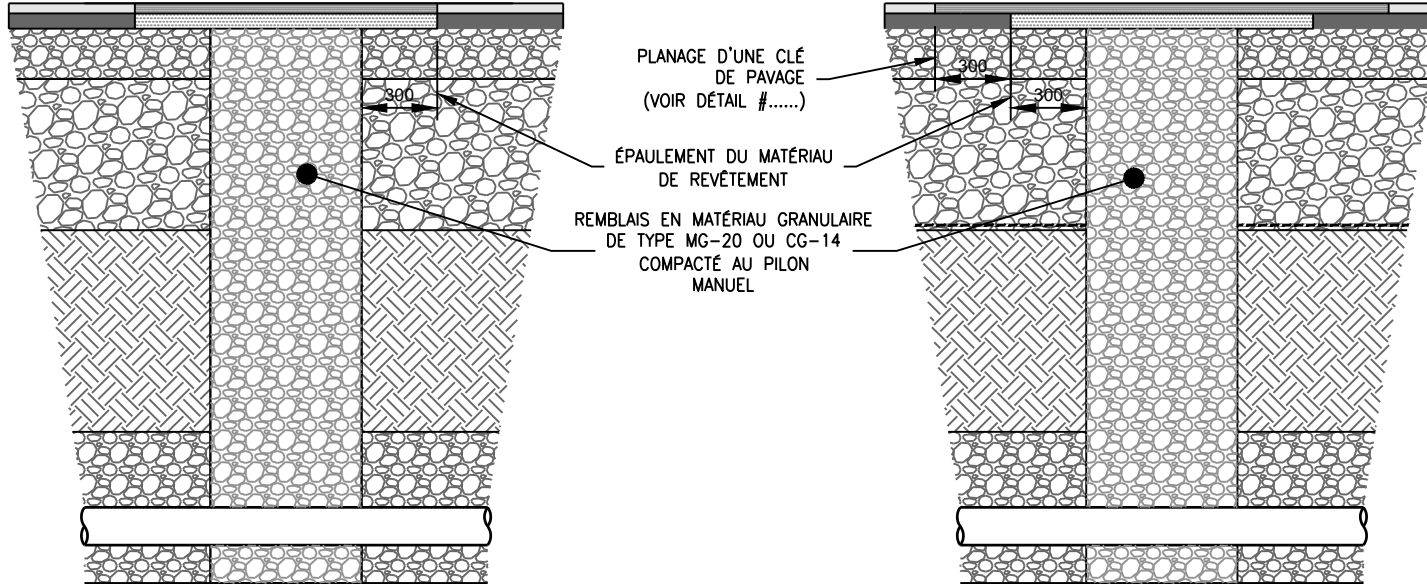 PLANAGE D'UNE CLÉ
DE PAVAGE
(VOIR DÉTAIL #......)
300
300
300
ÉPAULEMENT DU MATÉRIAU
DE REVÊTEMENT
REMBLAIS EN MATÉRIAU GRANULAIRE
DE TYPE MG-20 OU CG-14
COMPACTÉ AU PILON
MANUEL